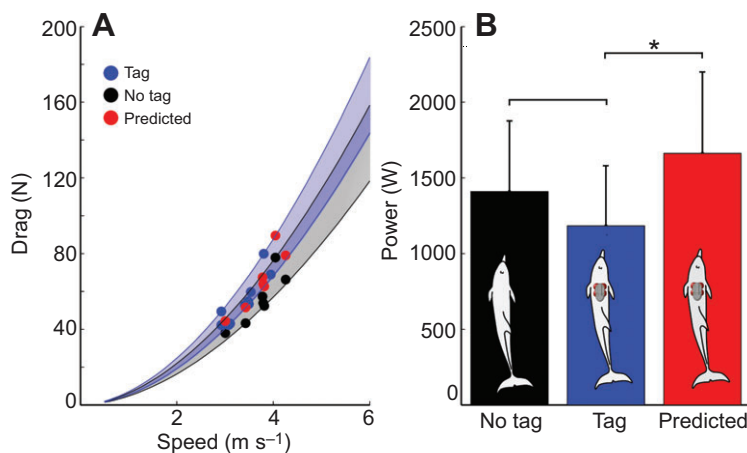 A
Drag (N)
200
160
120
80
40
0
Tag
No tag
Predicted
2
4
6
Speed (m s–1)
B
Power (W)
2500
2000
1500
1000
500
0
*
No tag
Tag
Predicted